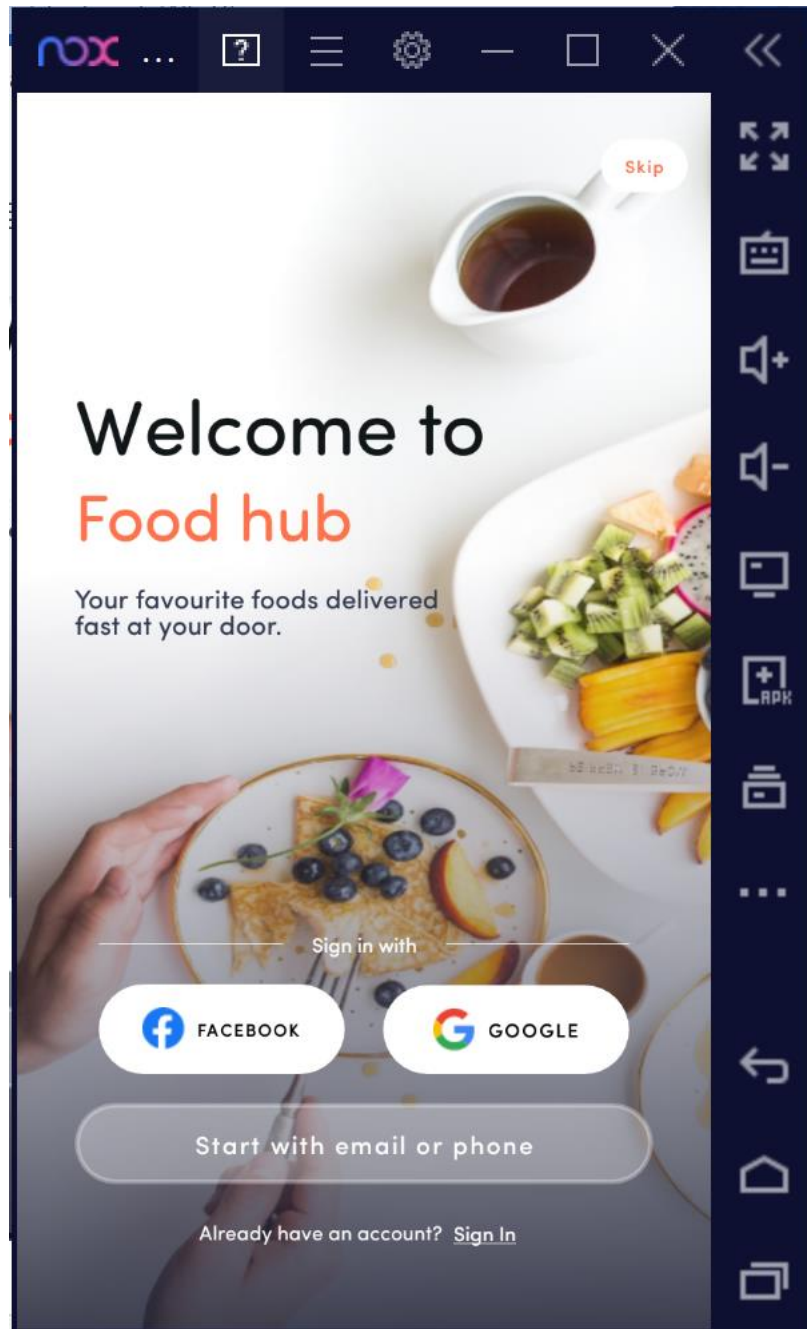 nox ...
Skip
Welcome to
Food hub
Your favourite foods delivered
fast at your door.
APK
Sign in with
FACEBOOK
GOOGLE
Start with email or phone
Already have an account? Sign In